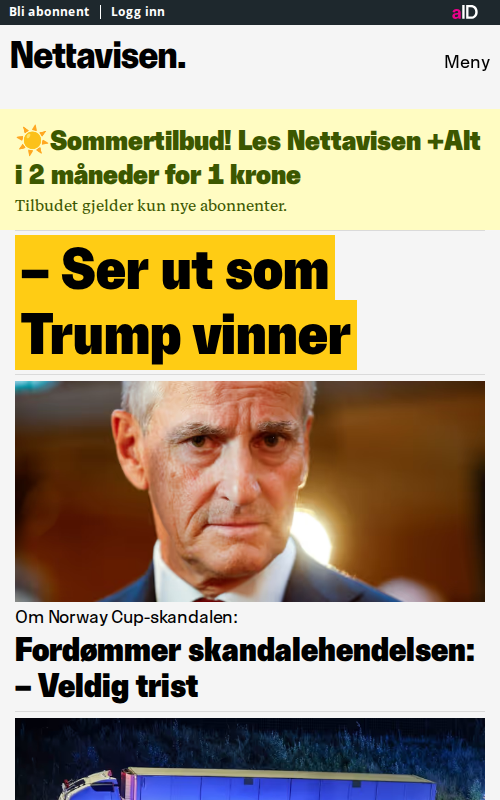 Bli abonnent | Logg inn
aID
Nettavisen.
Meny
☀️Sommertilbud! Les Nettavisen +Alt
i 2 måneder for 1 krone
Tilbudet gjelder kun nye abonnenter.
– Ser ut som
Trump vinner
Om Norway Cup-skandalen:
Fordømmer skandalehendelsen:
– Veldig trist